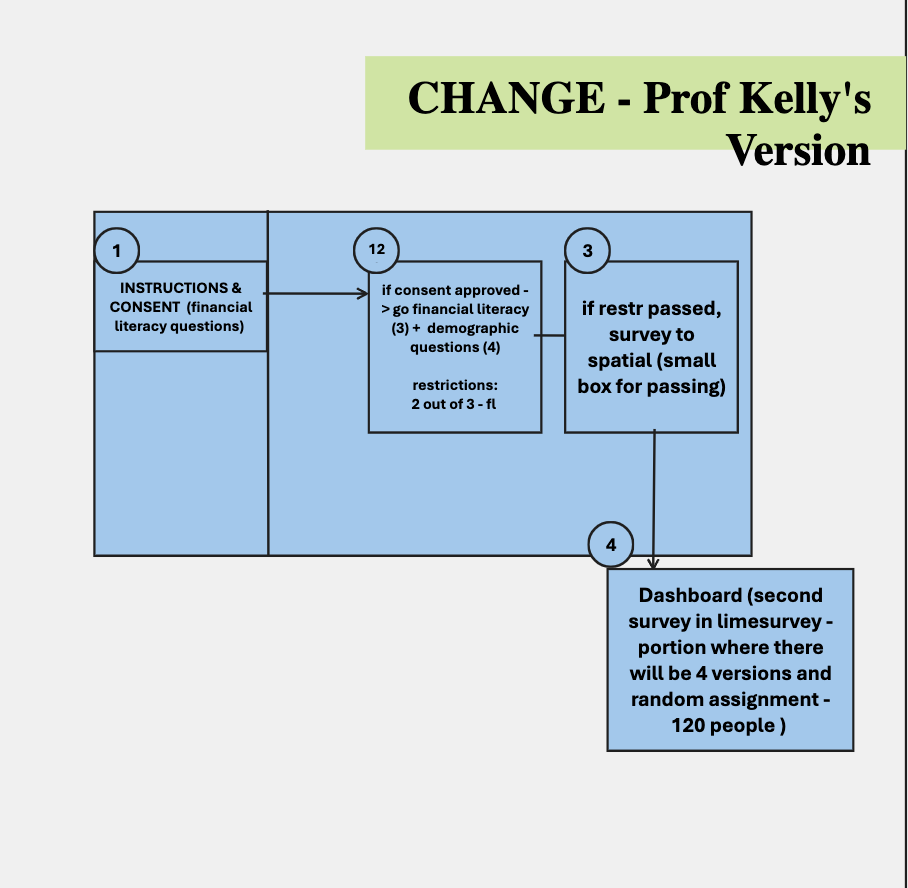 CHANGE - Prof Kelly's
Version
1
INSTRUCTIONS &
CONSENT (financial
literacy questions)
12
if consent approved -
> go financial literacy
(3) + demographic
questions (4)
restrictions:
2 out of 3 - fl
3
if restr passed,
survey to
spatial (small
box for passing)
4
Dashboard (second
survey in limesurvey -
portion where there
will be 4 versions and
random assignment -
120 people )